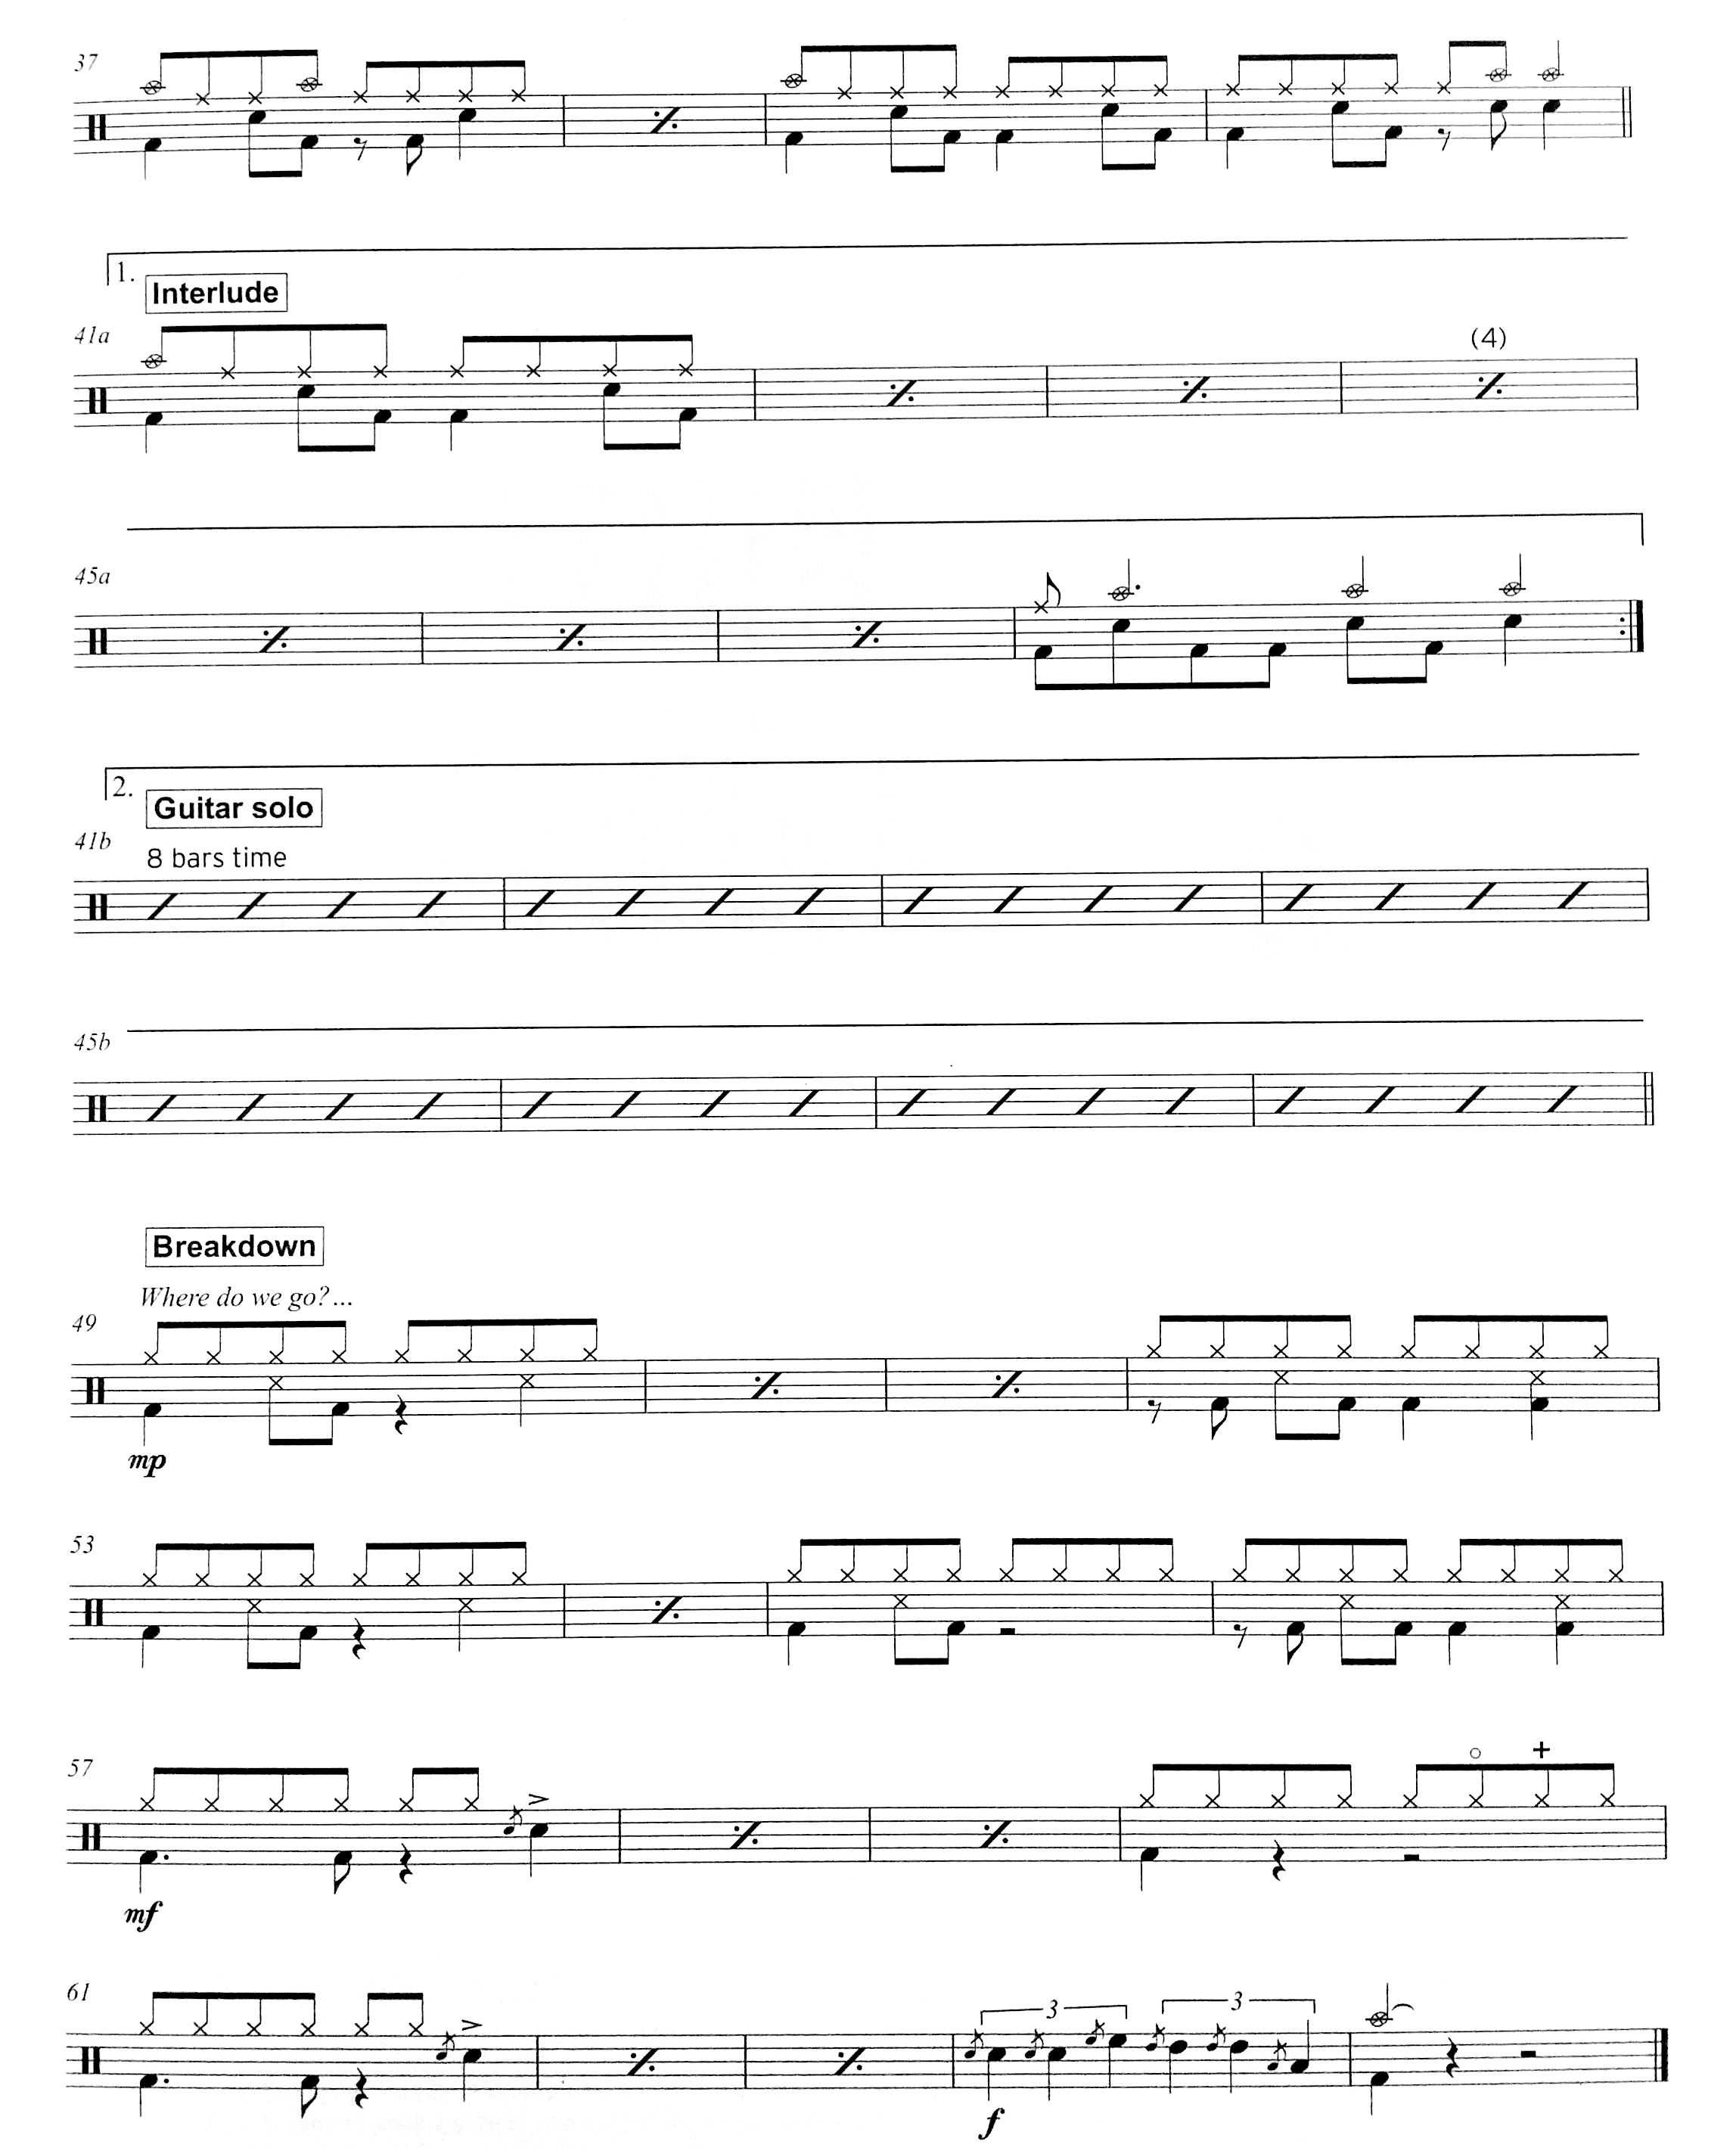 37
1.
Interlude
41a
(4)
45a
2.
Guitar solo
41b
8 bars time
45b
Breakdown
Where do we go?...
49
mp
53
57
mf
61
3
3
f